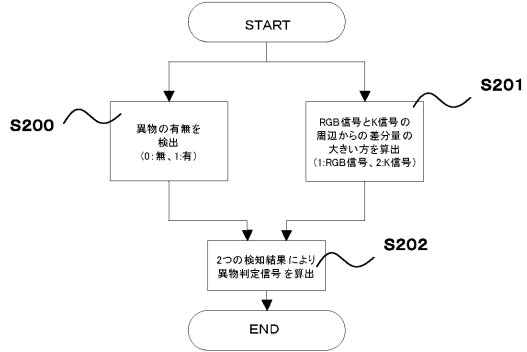 START
S200
異物の有無を
検出
(0:無、1:有)
S201
RGB信号とK信号の
周辺からの差分量の
大きい方を算出
(1:RGB信号、2:K信号)
S202
2つの検知結果により
異物判定信号を算出
END